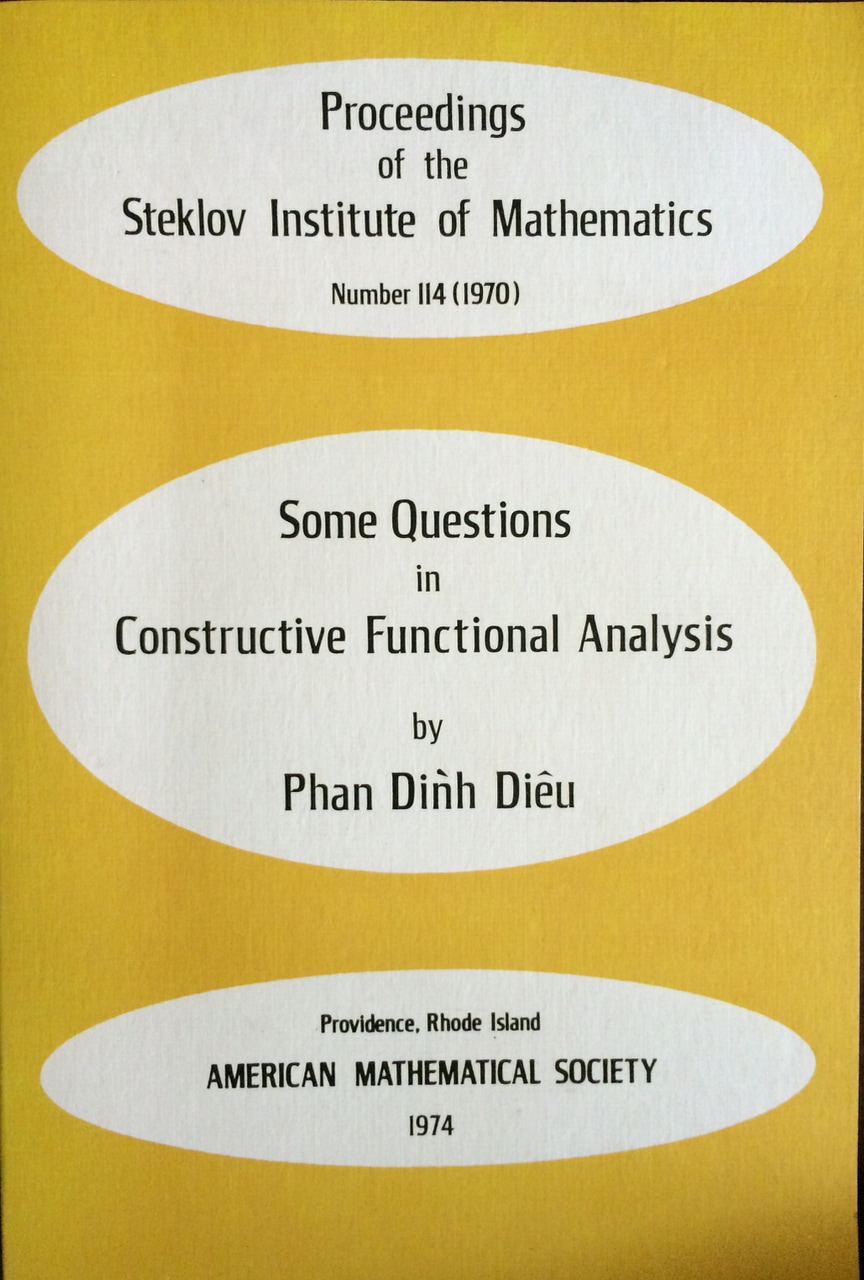 Proceedings
of the
Steklov Institute of Mathematics
Number 114 (1970)
Some Questions
in
Constructive Functional Analysis
by
Phan Dinh̀ Diêu
Providence, Rhode Island
AMERICAN MATHEMATICAL SOCIETY
1974